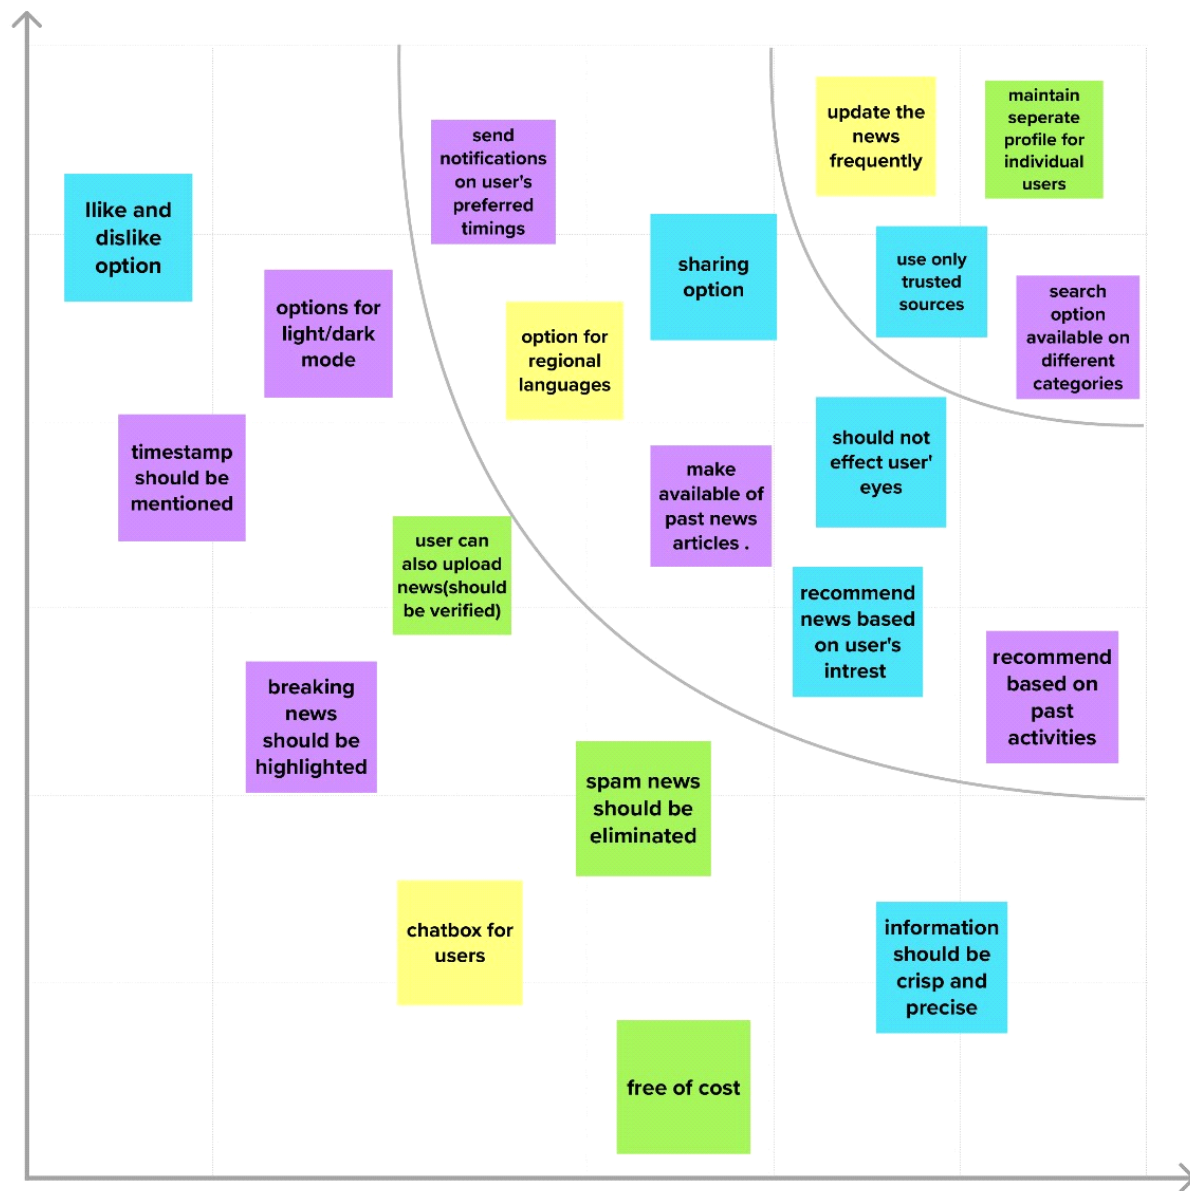 update the
news
frequently
maintain
seperate
profile for
individual
users
send
notifications
on user's
preferred
timings
llike and
dislike
option
sharing
option
use only
trusted
sources
options for
light/dark
mode
search
option
available on
different
categories
option for
regional
languages
timestamp
should be
mentioned
should not
effect user'
eyes
make
available of
past news
articles .
user can
also upload
news(should
be verified)
recommend
news based
on user's
intrest
recommend
based on
past
activities
breaking
news
should be
highlighted
spam news
should be
eliminated
chatbox for
users
information
should be
crisp and
precise
free of cost